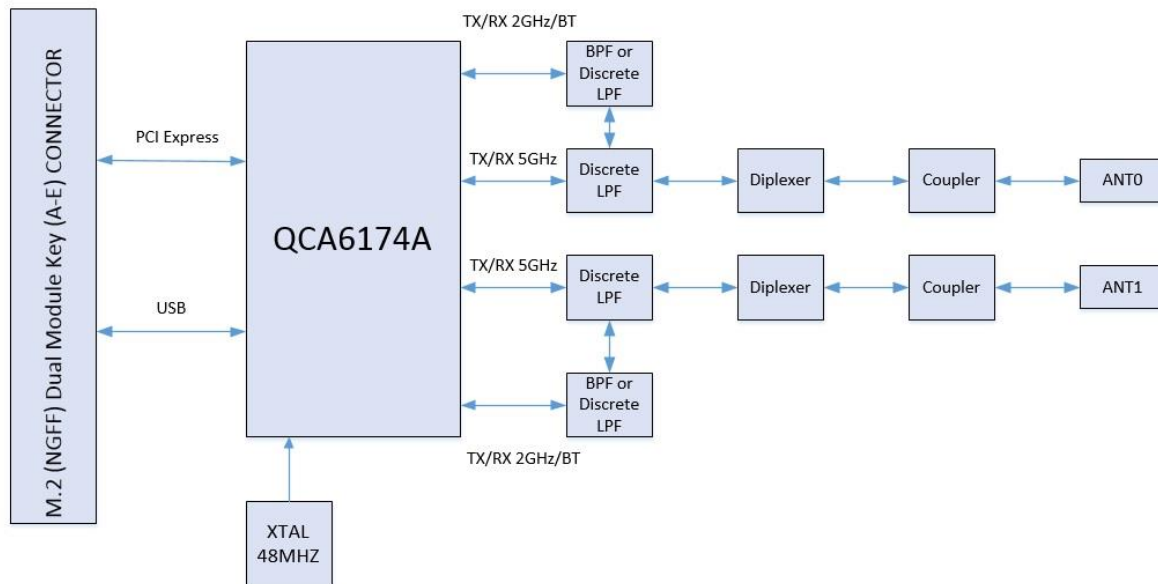 M.2 (NGFF) Dual Module Key (A-E) CONNECTOR
PCI Express
USB
QCA6174A
XTAL
48MHZ
TX/RX 2GHz/BT
BPF or
Discrete
LPF
TX/RX 5GHz
Discrete
LPF
Diplexer
Coupler
ANT0
TX/RX 5GHz
Discrete
LPF
Diplexer
Coupler
ANT1
BPF or
Discrete
LPF
TX/RX 2GHz/BT